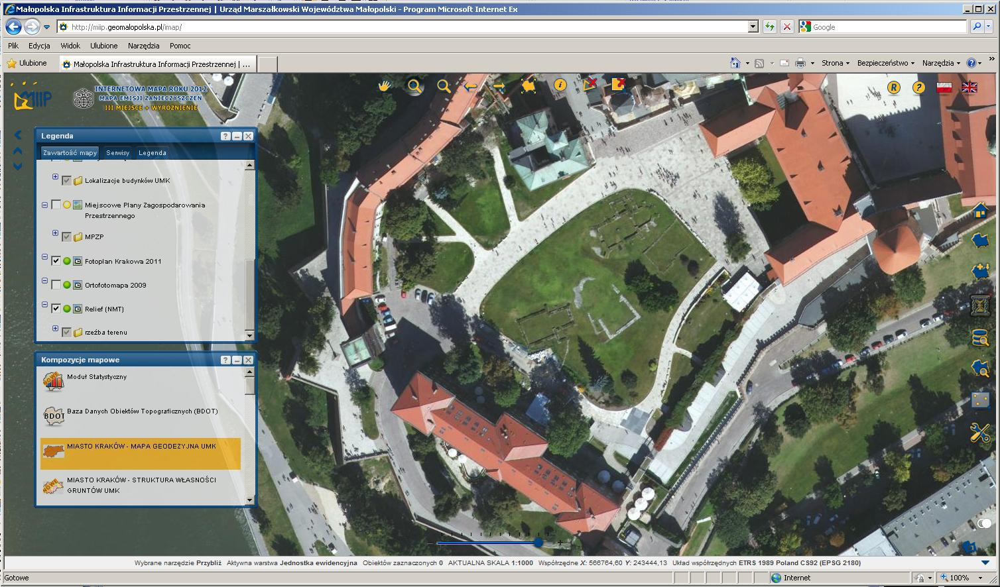 Małopolska Infrastruktura Informacji Przestrzennej | Urząd Marszałkowski Województwa Małopolski - Program Microsoft Internet Ex
http://miip.geomalopolska.pl/imap/
Google
Plik Edycja Widok Ulubione Narzędzia Pomoc
Ulubione
Małopolska Infrastruktura Informacji Przestrzennej | ...
Strona Bezpieczeństwo Narzędzia
MIIP
INTERNETOWA MAPA ROKU 2012
MAPA EMISJI ZANIECZYSZCZEŃ
III MIEJSCE + WYRÓŻNIENIE
R ?
Legenda
Zawartość mapy Serwisy Legenda
Lokalizacje budynków UMK
Miejscowe Plany Zagospodarowania
Przestrzennego
MPZP
Fotoplan Krakowa 2011
Ortofotomapa 2009
Relief (NMT)
rzeźba terenu
Kompozycje mapowe
NOWE
Moduł Statystyczny
BDOT
Baza Danych Obiektów Topograficznych (BDOT)
MIASTO KRAKÓW - MAPA GEODEZYJNA UMK
NOWE
MIASTO KRAKÓW - STRUKTURA WŁASNOŚCI
GRUNTÓW UMK
Wybrane narzędzie Przybliż Aktywna warstwa Jednostka ewidencyjna Obiektów zaznaczonych 0 AKTUALNA SKALA 1:1000 Współrzędne X: 566764,60 Y: 243444,13 Układ współrzędnych ETRS 1989 Poland CS92 (EPSG 2180)
Gotowe
Internet
100%